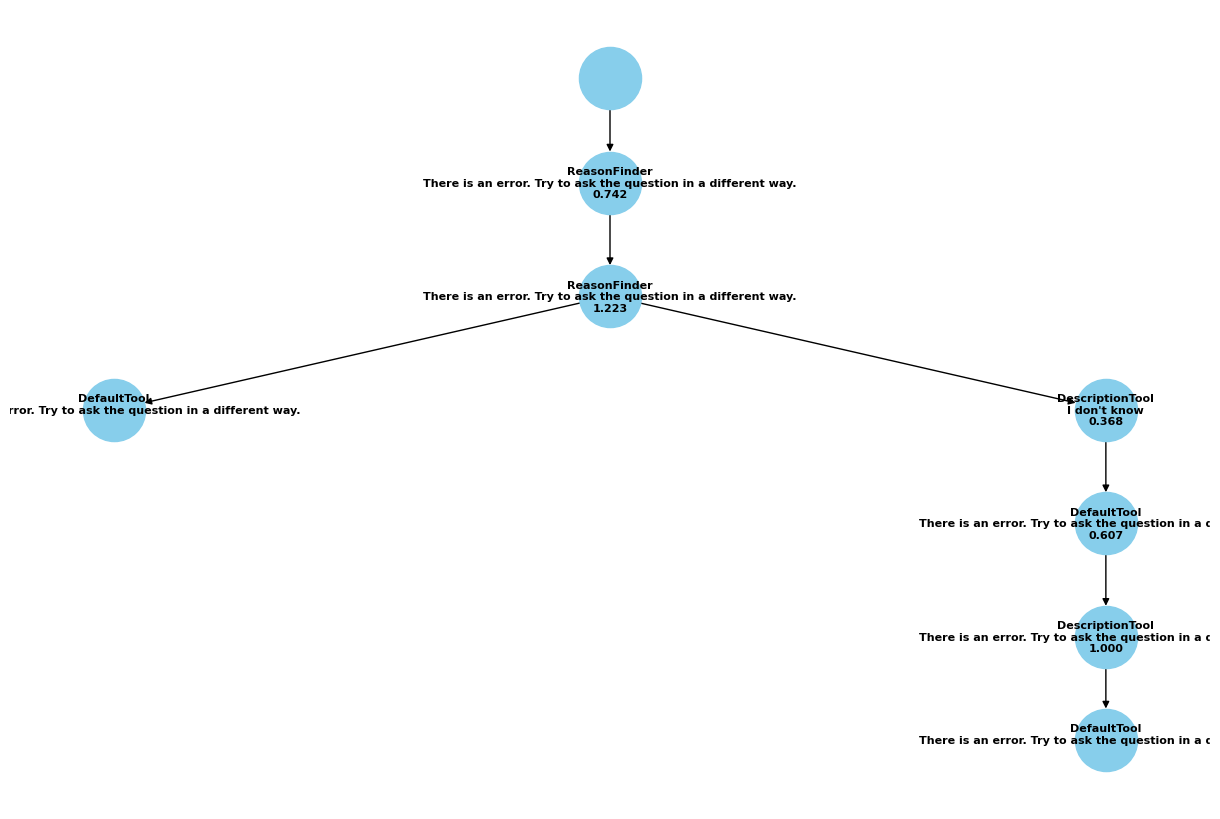 ReasonFinder
There is an error. Try to ask the question in a different way.
0.742
ReasonFinder
There is an error. Try to ask the question in a different way.
1.223
DefaultTool
rror. Try to ask the question in a different way.
DescriptionTool
I don't know
0.368
DefaultTool
There is an error. Try to ask the question in a d
0.607
DescriptionTool
There is an error. Try to ask the question in a d
1.000
DefaultTool
There is an error. Try to ask the question in a d